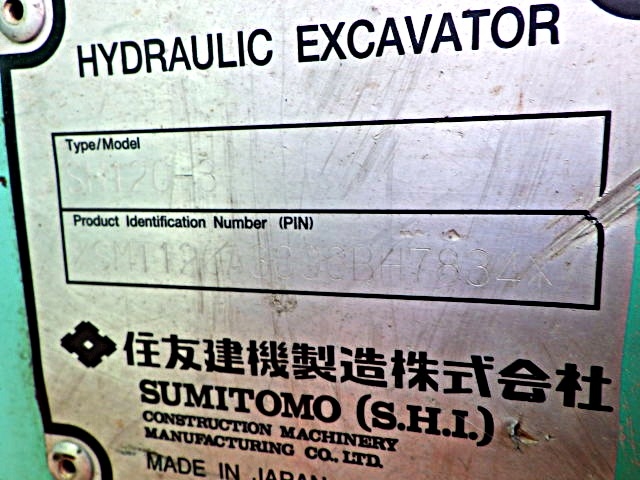 HYDRAULIC EXCAVATOR
Type/Model
SH120-3
Product Identification Number (PIN)
住友建機製造株式会社
SUMITOMO (S.H.I.)
CONSTRUCTION MACHINERY
MANUFACTURING CO., LTD.
MADE IN JAPAN